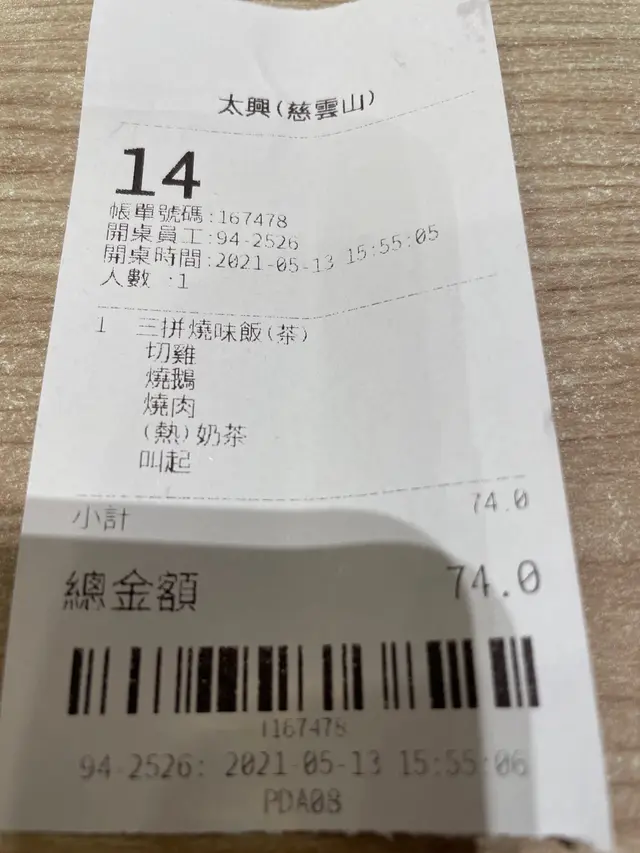 太興(慈雲山)
14
帳單號碼:167478
開桌員工:94-2526
開桌時間:2021-05-13 15:55:05
人數 :1
1 三拼燒味飯(茶)
切雞
燒鵝
燒肉
(熱)奶茶
叫起
小計 74.0
總金額 74.0
1167478
94-2526: 2021-05-13 15:55:06
PDA08